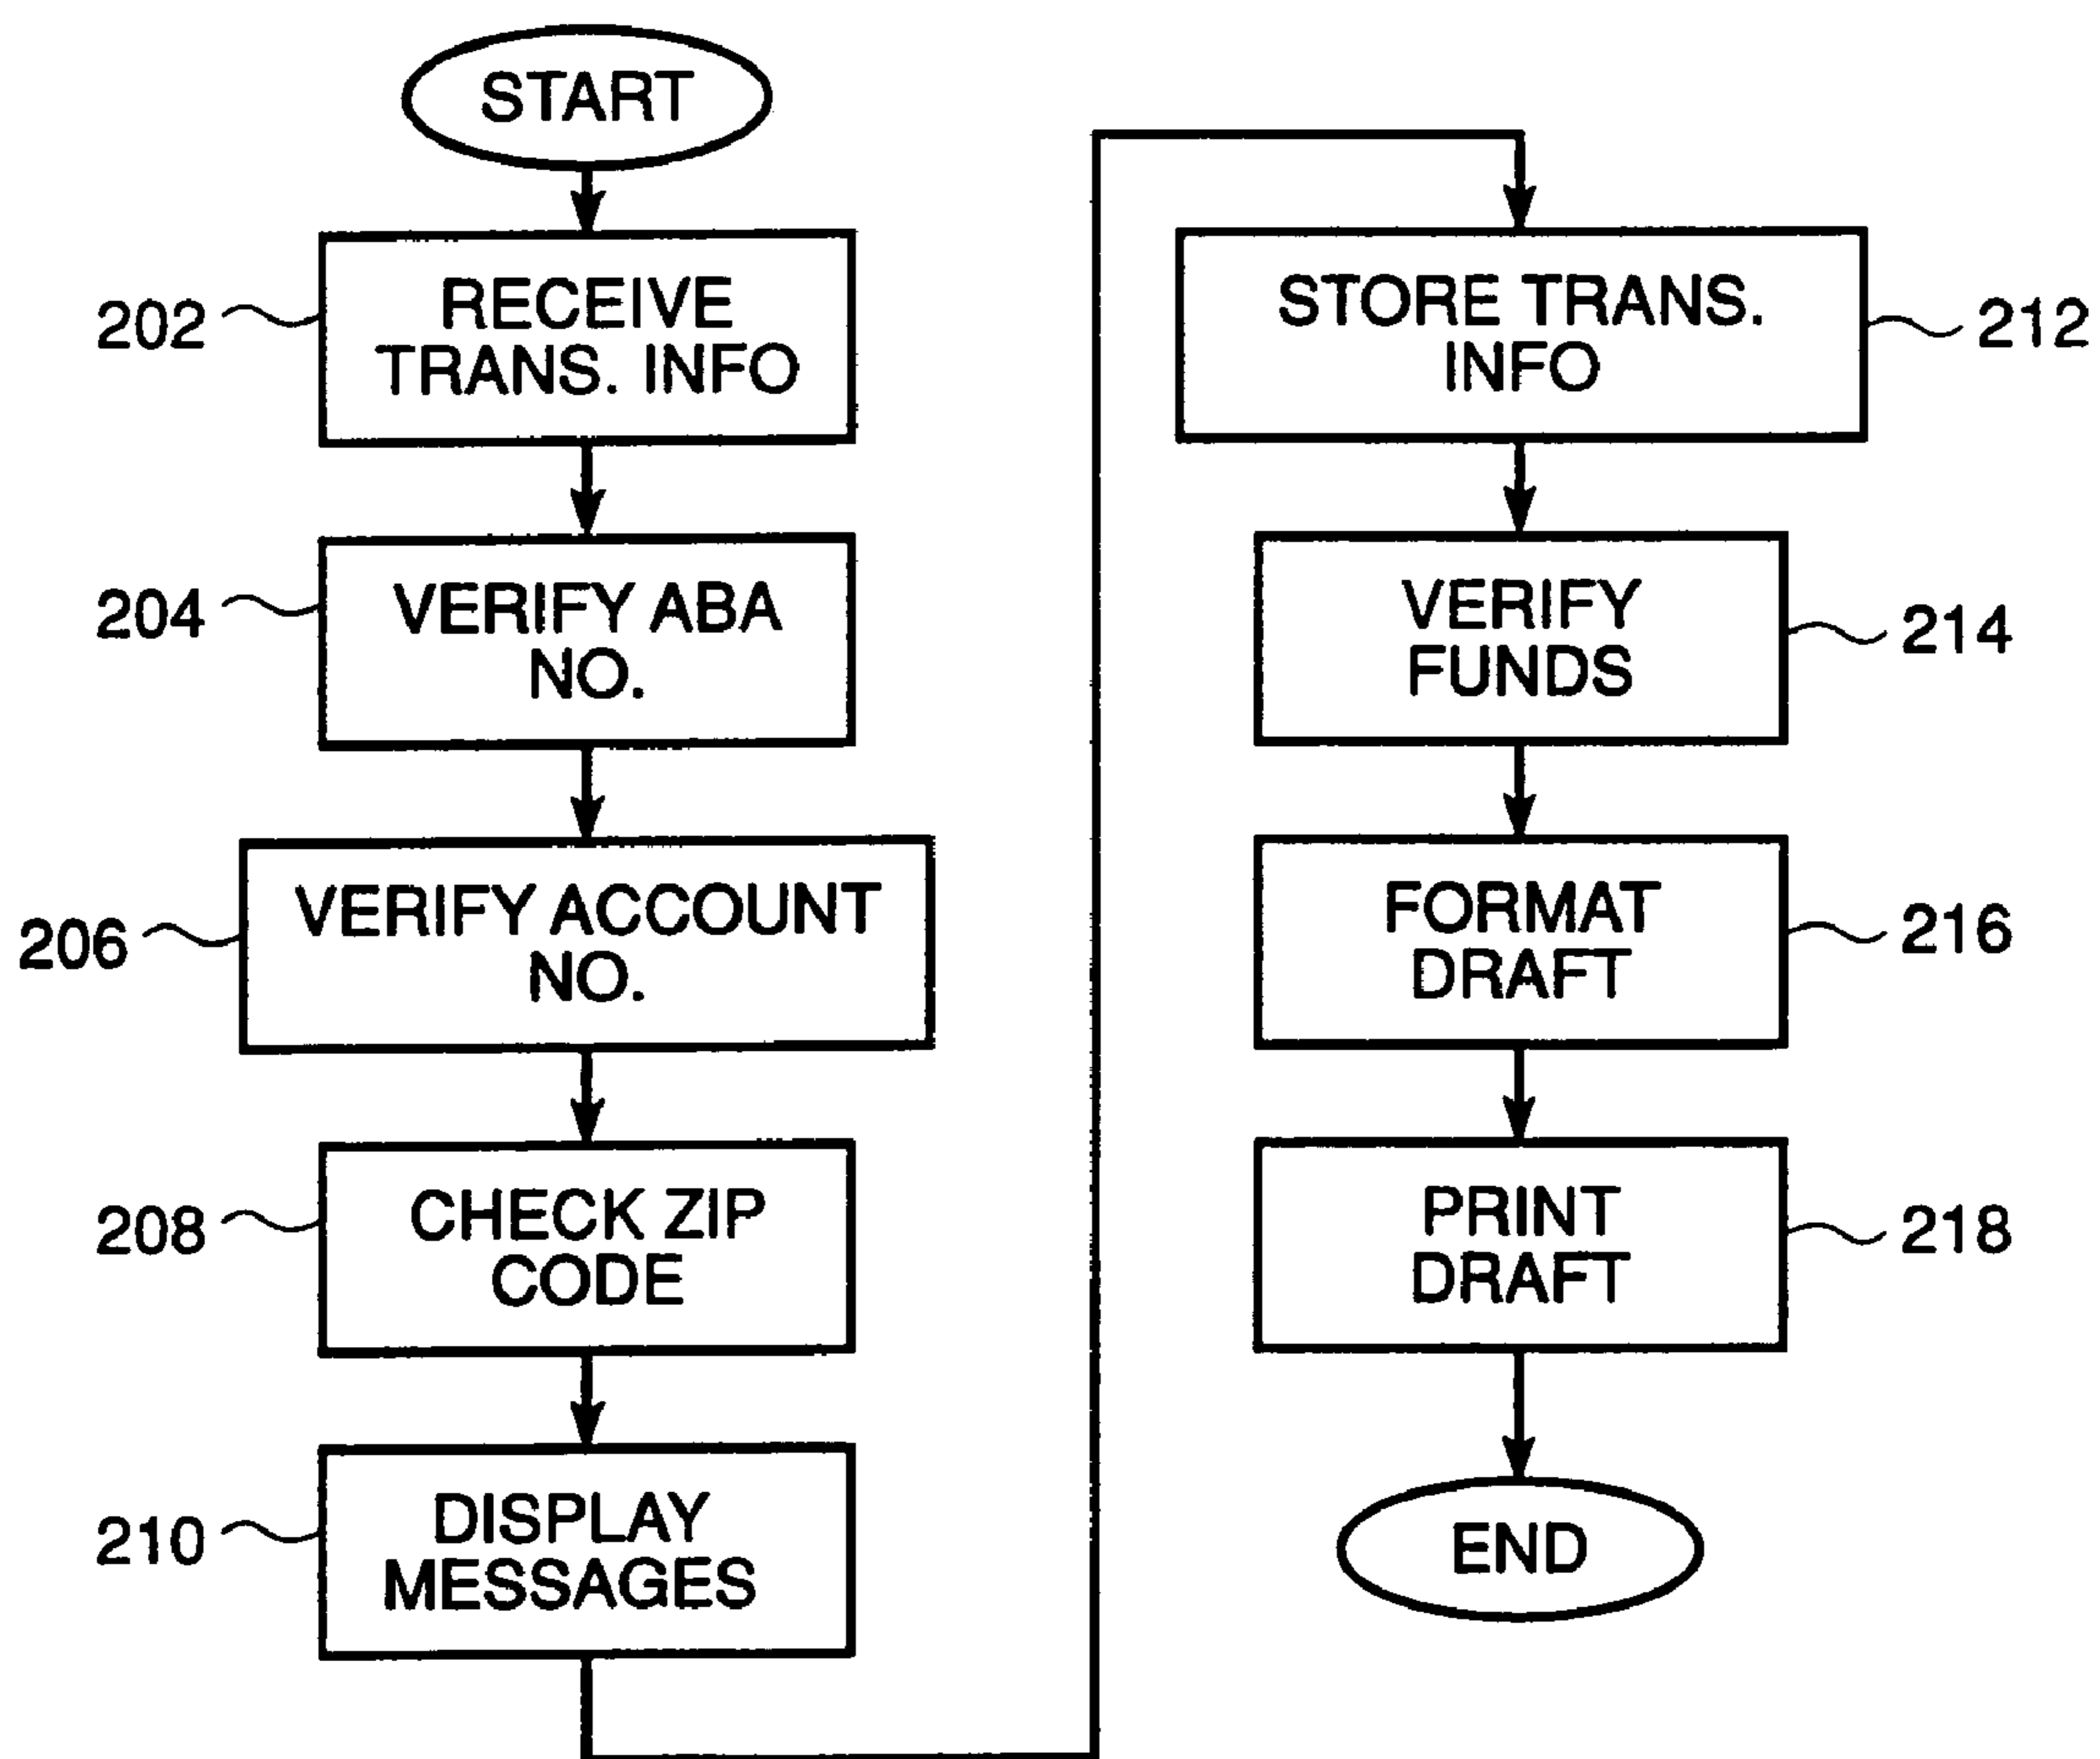 START
202
RECEIVE
TRANS. INFO
204
VERIFY ABA
NO.
206
VERIFY ACCOUNT
NO.
208
CHECK ZIP
CODE
210
DISPLAY
MESSAGES
STORE TRANS.
INFO
212
VERIFY
FUNDS
214
FORMAT
DRAFT
216
PRINT
DRAFT
218
END